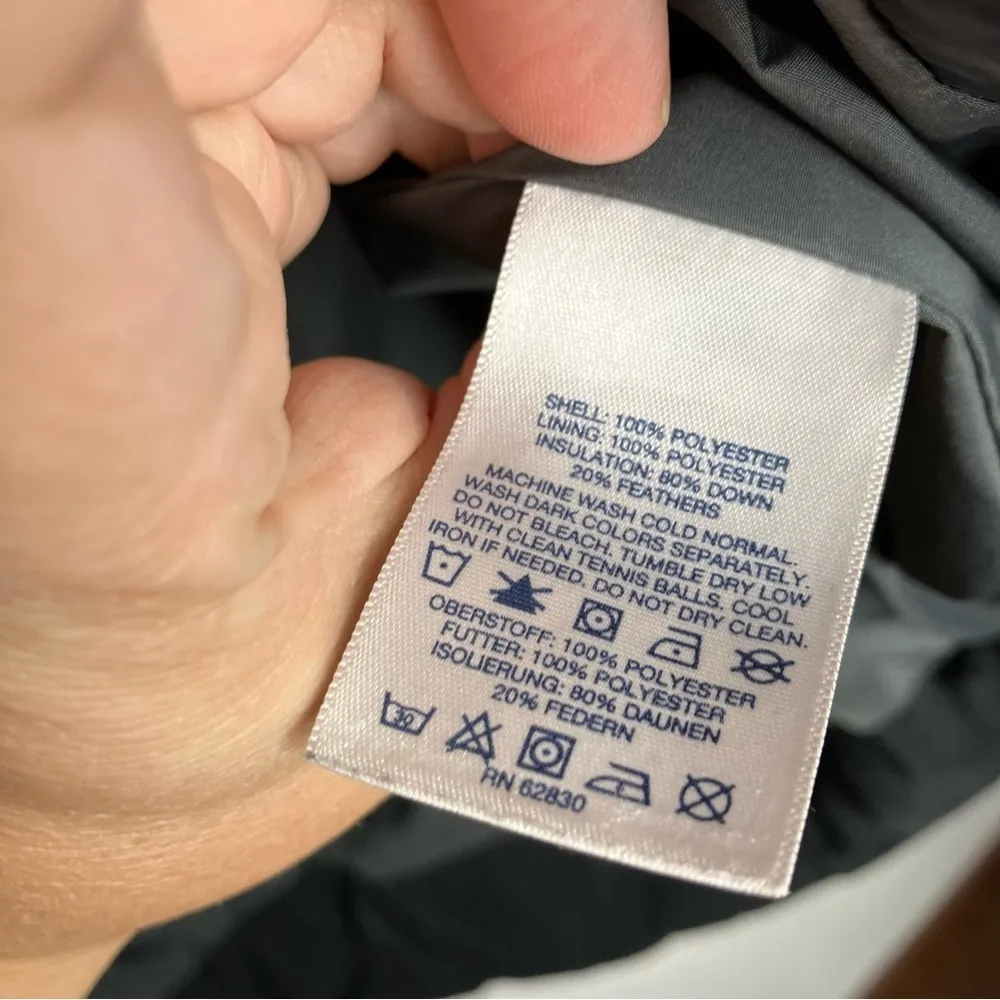 SHELL: 100% POLYESTER
LINING: 100% POLYESTER
INSULATION: 80% DOWN
20% FEATHERS
MACHINE WASH COLD NORMAL.
WASH DARK COLORS SEPARATELY.
DO NOT BLEACH. TUMBLE DRY LOW
WITH CLEAN TENNIS BALLS. COOL
IRON IF NEEDED. DO NOT DRY CLEAN.
OBERSTOFF: 100% POLYESTER
FUTTER: 100% POLYESTER
ISOLIERUNG: 80% DAUNEN
20% FEDERN
30
RN 62830